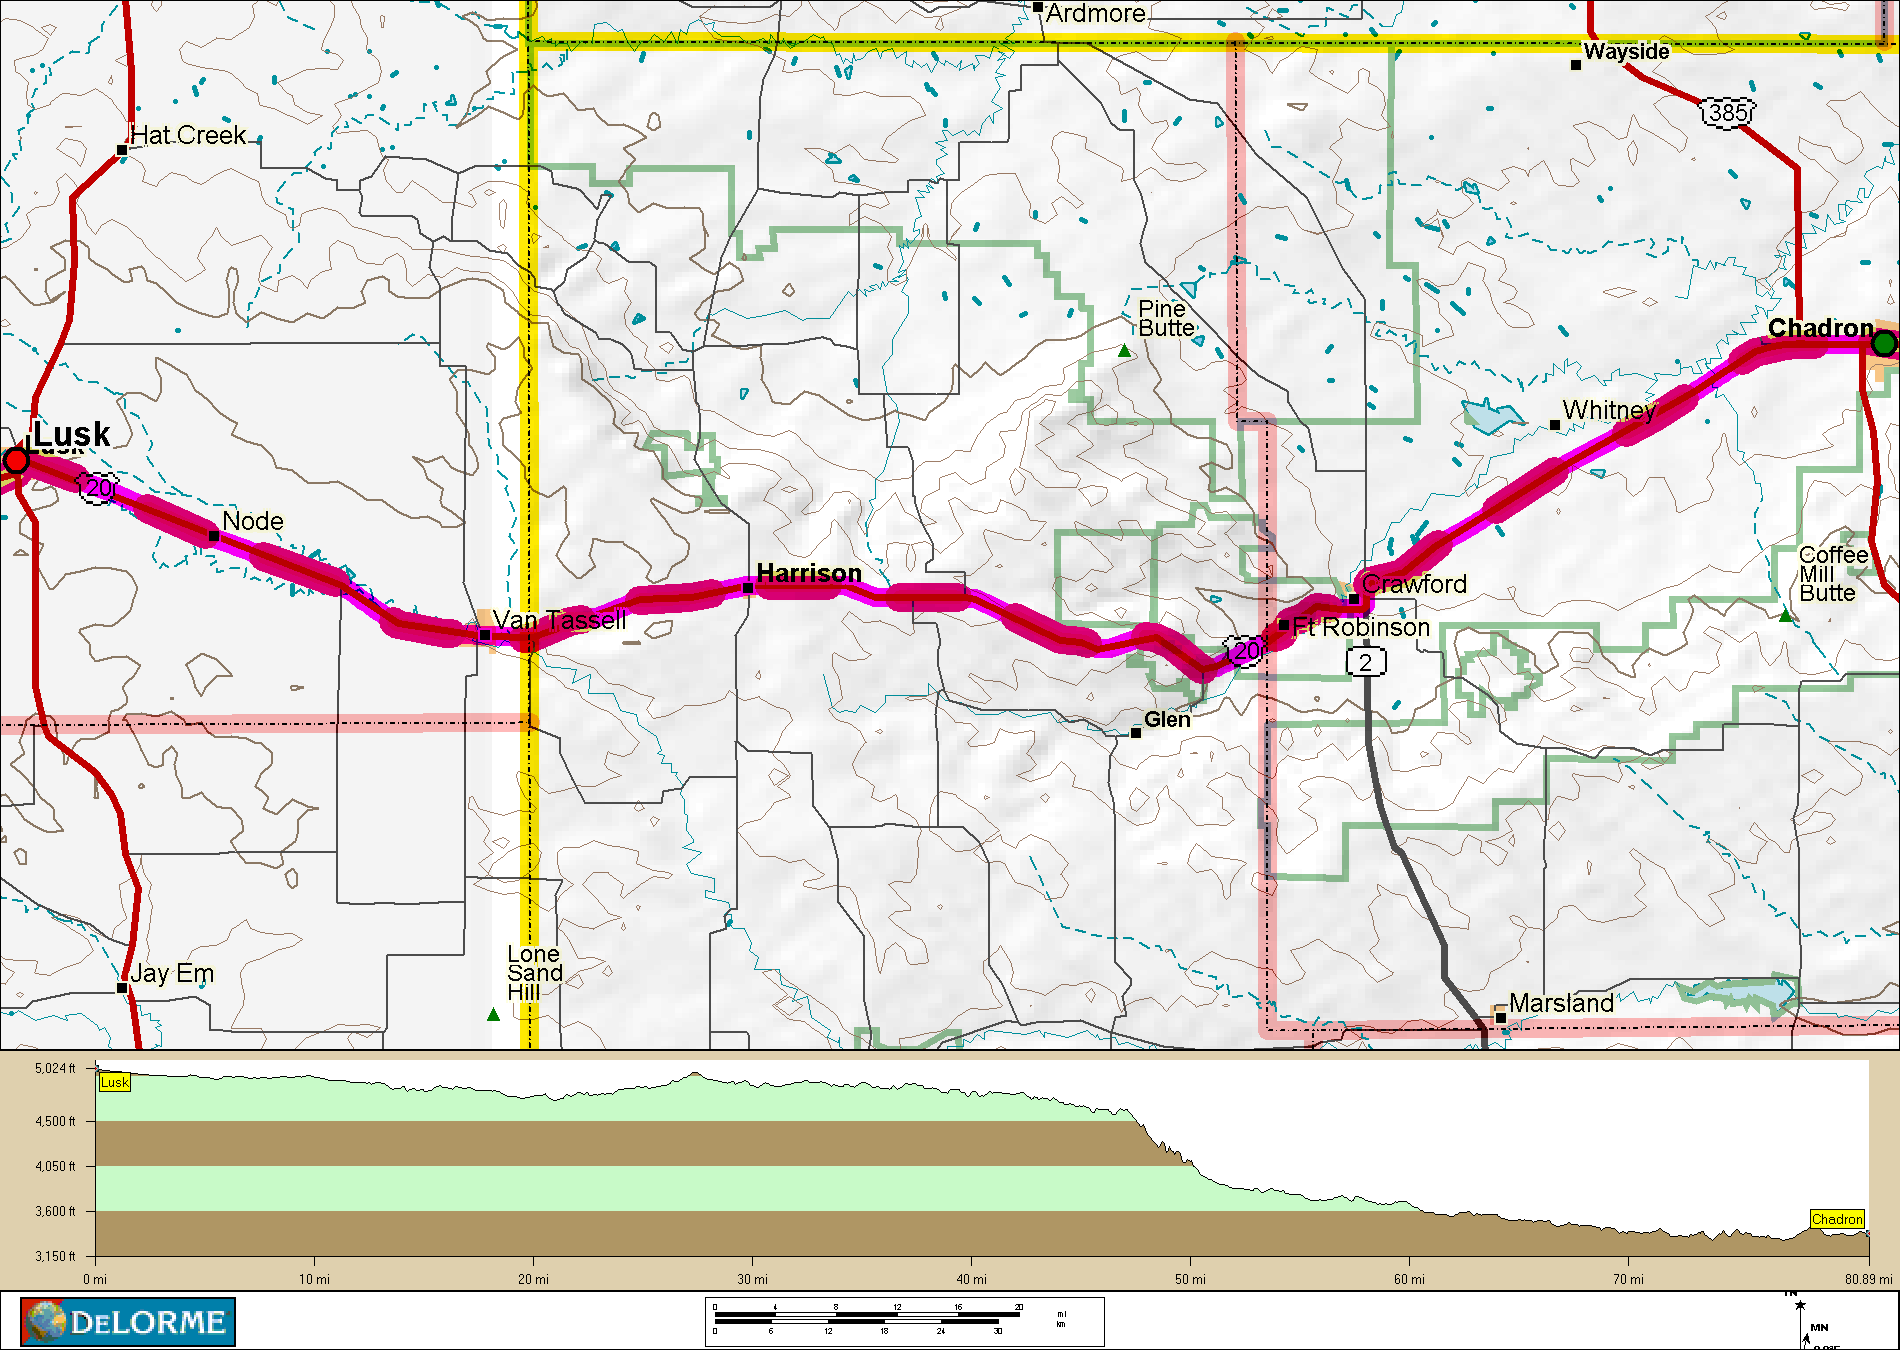 Ardmore
Wayside
385
Hat Creek
Pine
Butte
Chadron
Whitney
Lusk
Lusk
20
Node
Harrison
Coffee
Mill
Butte
Crawford
Van Tassell
Ft Robinson
20
2
Glen
Lone
Sand
Hill
Jay Em
Marsland
5,024 ft
Lusk
4,500 ft
4,050 ft
3,600 ft
Chadron
3,150 ft
0 mi
10 mi
20 mi
30 mi
40 mi
50 mi
60 mi
70 mi
80.89 mi
DELORME
0 4 8 12 16 20 mi
km
0 6 12 18 24 30
TN
MN